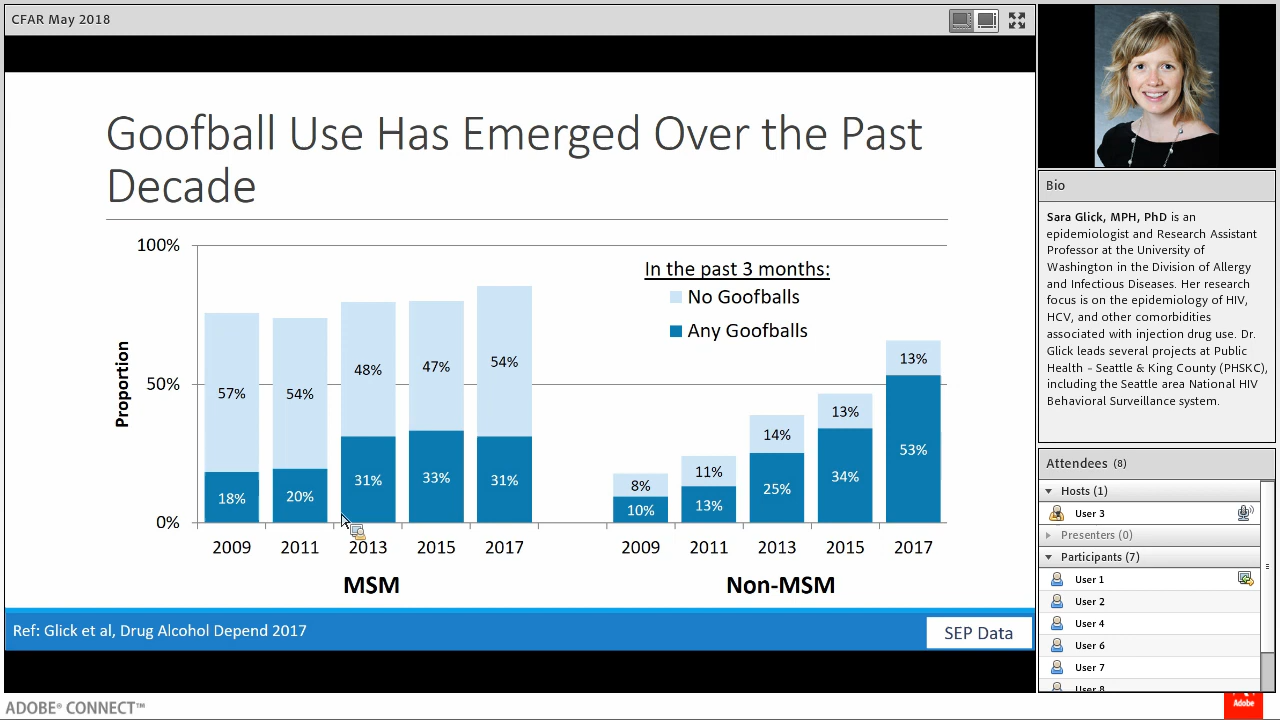 CFAR May 2018
Goofball Use Has Emerged Over the Past
Decade
100%
50%
0%
Proportion
In the past 3 months:
No Goofballs
Any Goofballs
57%
54%
48%
47%
54%
18%
20%
31%
33%
31%
8%
11%
14%
13%
13%
10%
13%
25%
34%
53%
2009
2011
2013
2015
2017
2009
2011
2013
2015
2017
MSM
Non-MSM
Ref: Glick et al, Drug Alcohol Depend 2017
SEP Data
Bio
Sara Glick, MPH, PhD is an
epidemiologist and Research Assistant
Professor at the University of
Washington in the Division of Allergy
and Infectious Diseases. Her research
focus is on the epidemiology of HIV,
HCV, and other comorbidities
associated with injection drug use. Dr.
Glick leads several projects at Public
Health - Seattle & King County (PHSKC),
including the Seattle area National HIV
Behavioral Surveillance system.
Attendees (8)
Hosts (1)
User 3
Presenters (0)
Participants (7)
User 1
User 2
User 4
User 6
User 7
User 8
ADOBE® CONNECT™
Adobe